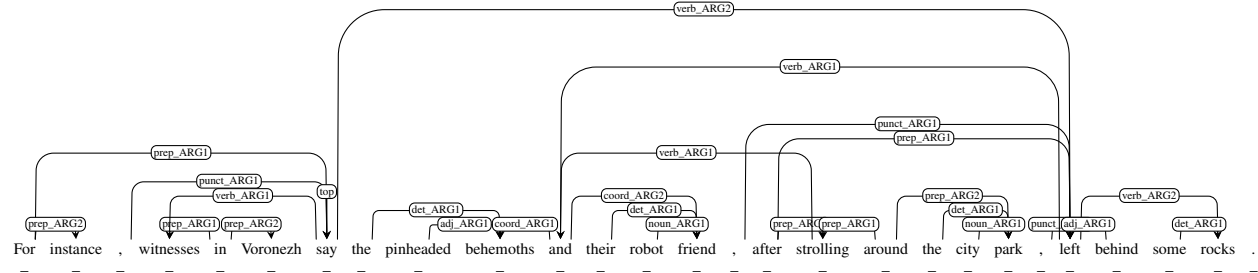 verb_ARG2
verb_ARG1
punct_ARG1
prep_ARG1
prep_ARG1 verb_ARG1
punct_ARG1 top
verb_ARG1 coord_ARG2 prep_ARG2 verb_ARG2
det_ARG1 det_ARG1 det_ARG1
prep_ARG2 prep_ARG1 prep_ARG2 adj_ARG1 coord_ARG1 noun_ARG1 prep_ARG1 noun_ARG1 adj_ARG1 det_ARG1
For instance , witnesses in Voronezh say the pinheaded behemoths and their robot friend , after strolling around the city park , left behind some rocks .
_ _ _ _ _ _ _ _ _ _ _ _ _ _ _ _ _ _ _ _ _ _ _ _ _ _ _